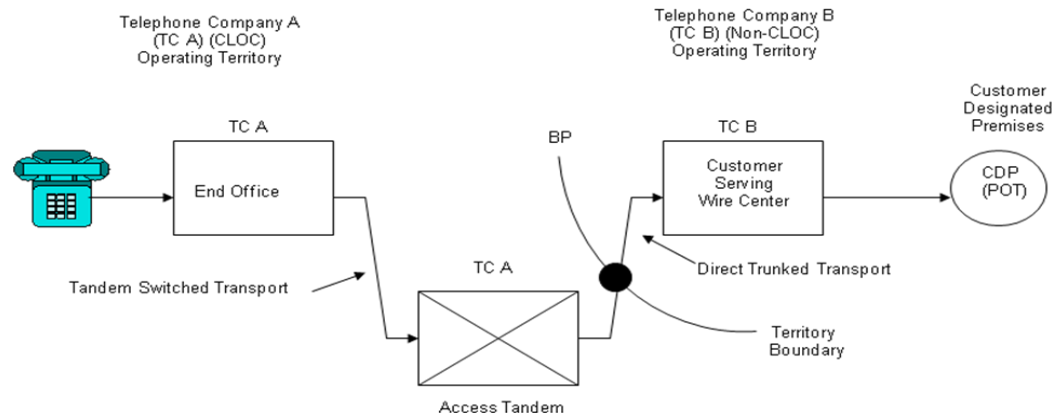 Telephone Company A
(TC A) (CLOC)
Operating Territory
Telephone Company B
(TC B) (Non-CLOC)
Operating Territory
Customer
Designated
Premises
TC A
BP
TC B
End Office
Customer
Serving
Wire Center
CDP
(POT)
Tandem Switched Transport
TC A
Direct Trunked Transport
Territory
Boundary
Access Tandem